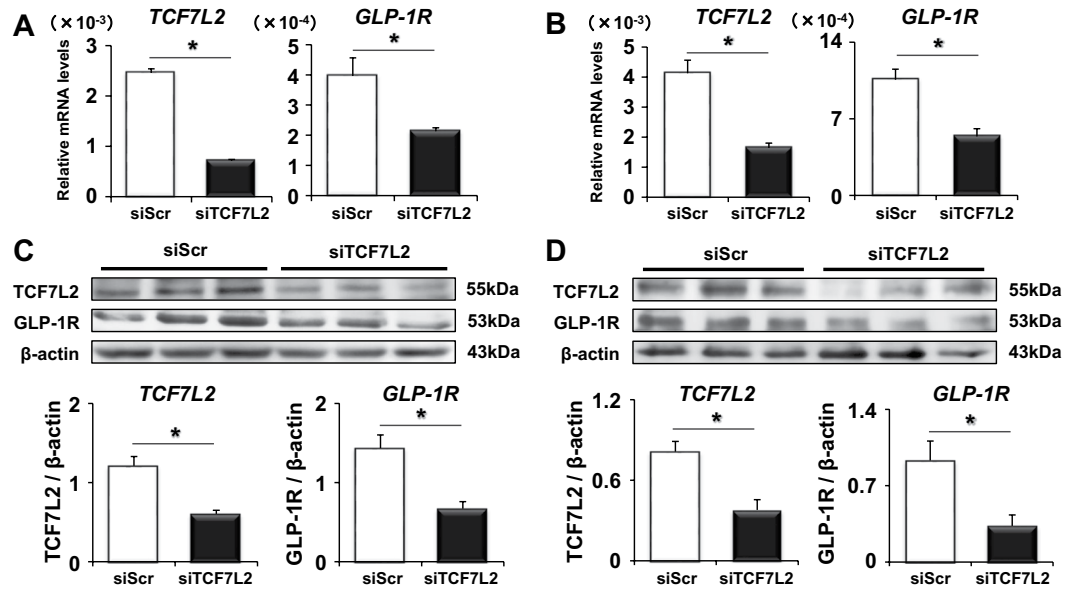 A
(×10-3)
TCF7L2
(×10-4)
GLP-1R
Relative mRNA levels
3
2
1
0
*
siScr
siTCF7L2
5
4
3
2
1
0
*
siScr
siTCF7L2
B
(×10-3)
TCF7L2
(×10-4)
GLP-1R
Relative mRNA levels
5
4
3
2
1
0
*
siScr
siTCF7L2
14
7
0
*
siScr
siTCF7L2
C
siScr
siTCF7L2
TCF7L2
55kDa
GLP-1R
53kDa
β-actin
43kDa
TCF7L2
TCF7L2 / β-actin
2
1
0
*
siScr
siTCF7L2
GLP-1R
GLP-1R / β-actin
2
1
0
*
siScr
siTCF7L2
D
siScr
siTCF7L2
TCF7L2
55kDa
GLP-1R
53kDa
β-actin
43kDa
TCF7L2
TCF7L2 / β-actin
1.2
0.6
0
*
siScr
siTCF7L2
GLP-1R
GLP-1R / β-actin
1.4
0.7
0
*
siScr
siTCF7L2